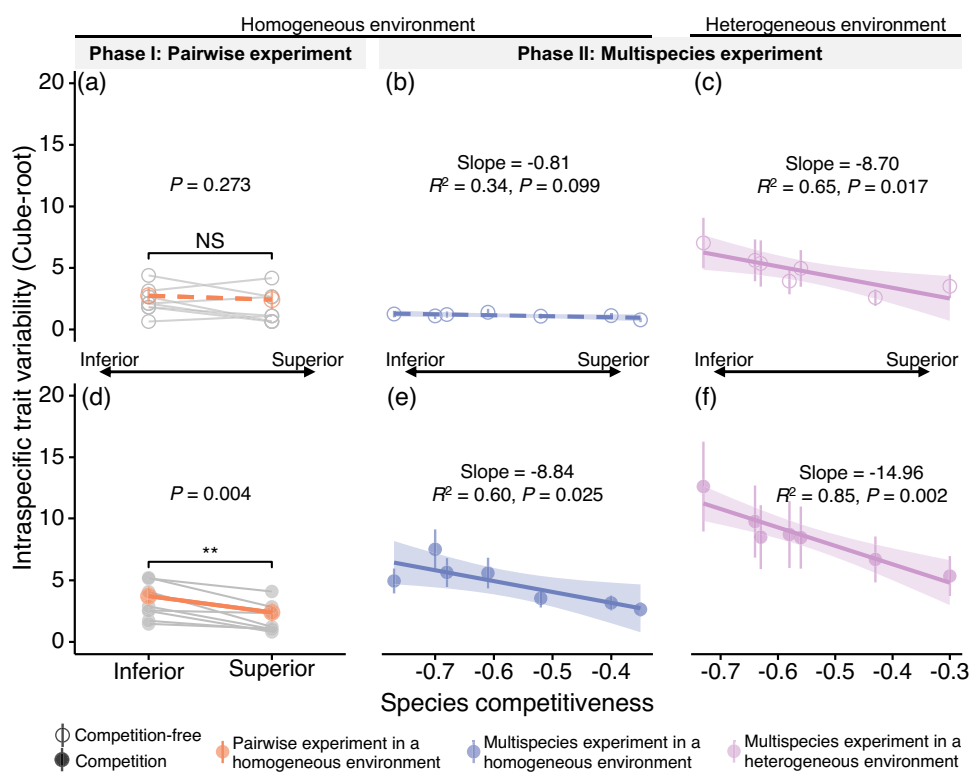 Homogeneous environment
Heterogeneous environment
Phase I: Pairwise experiment
Phase II: Multispecies experiment
Intraspecific trait variability (Cube-root)
(a)
(b)
(c)
20
15
10
5
0
P = 0.273
NS
Slope = -0.81
R² = 0.34, P = 0.099
Slope = -8.70
R² = 0.65, P = 0.017
Inferior Superior
Inferior Superior
Inferior Superior
(d)
(e)
(f)
20
15
10
5
0
P = 0.004
**
Slope = -8.84
R² = 0.60, P = 0.025
Slope = -14.96
R² = 0.85, P = 0.002
Inferior Superior
-0.7 -0.6 -0.5 -0.4
-0.7 -0.6 -0.5 -0.4 -0.3
Species competitiveness
Competition-free
Competition
Pairwise experiment in a
homogeneous environment
Multispecies experiment in a
homogeneous environment
Multispecies experiment in a
heterogeneous environment